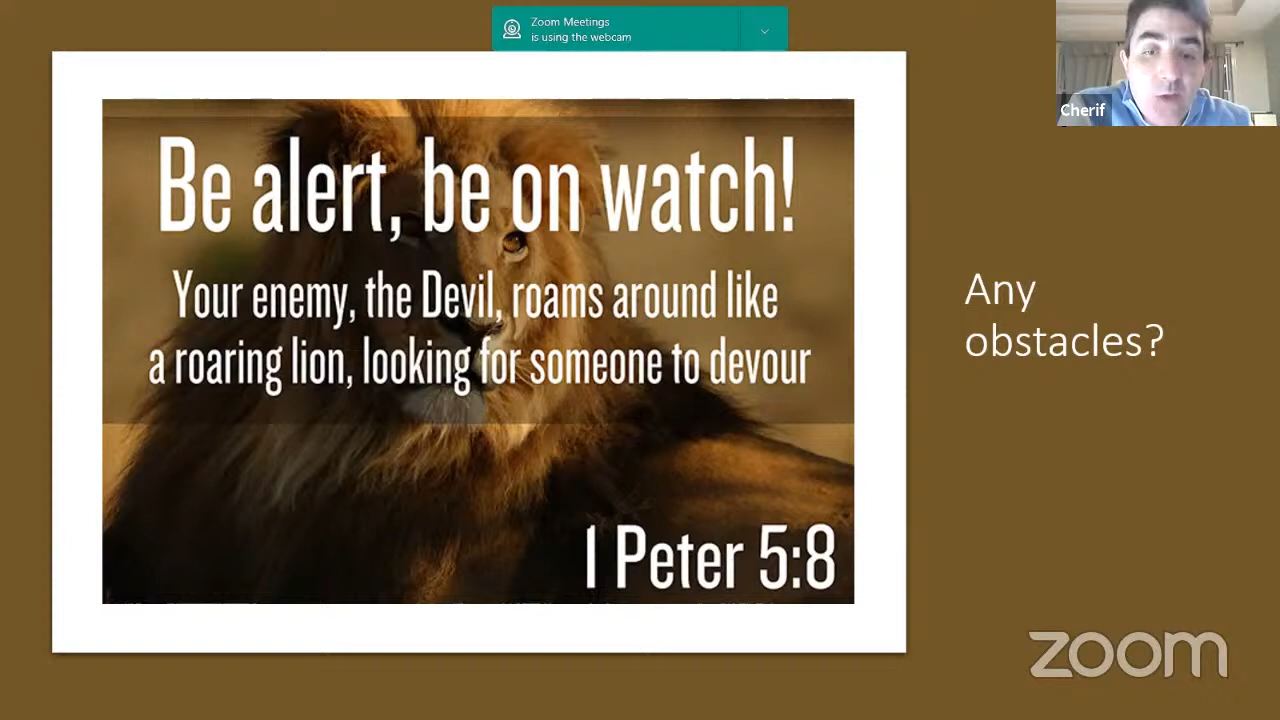 Zoom Meetings
is using the webcam
Cherif
Be alert, be on watch!
Your enemy, the Devil, roams around like
a roaring lion, looking for someone to devour
1 Peter 5:8
Any
obstacles?
zoom